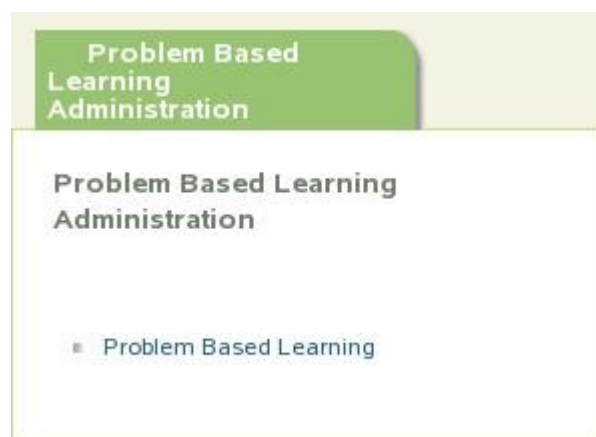 Problem Based
Learning
Administration
Problem Based Learning
Administration
Problem Based Learning